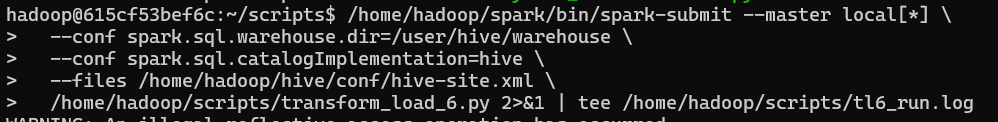 hadoop@615cf53bef6c:~/scripts$ /home/hadoop/spark/bin/spark-submit --master local[*] \
>   --conf spark.sql.warehouse.dir=/user/hive/warehouse \
>   --conf spark.sql.catalogImplementation=hive \
>   --files /home/hadoop/hive/conf/hive-site.xml \
>   /home/hadoop/scripts/transform_load_6.py 2>&1 | tee /home/hadoop/scripts/tl6_run.log
WARNING: An illegal reflective access operation has occurred